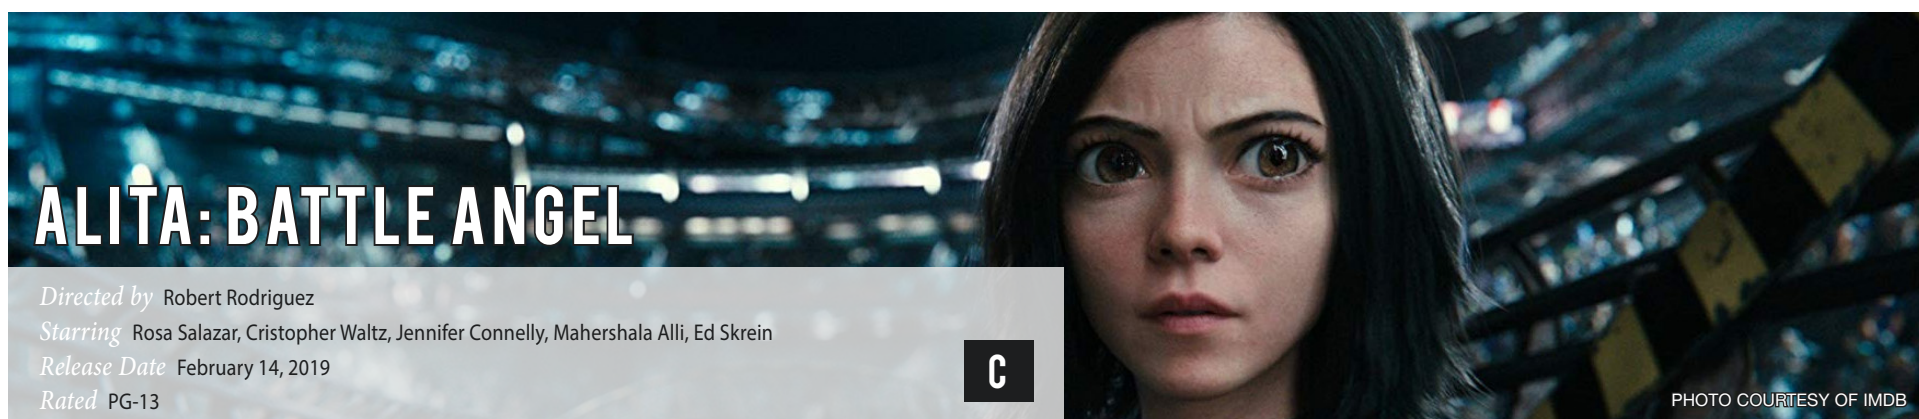 ALITA: BATTLE ANGEL
Directed by Robert Rodriguez
Starring Rosa Salazar, Cristopher Waltz, Jennifer Connelly, Mahershala Alli, Ed Skrein
Release Date February 14, 2019
Rated PG-13
C
PHOTO COURTESY OF IMDB